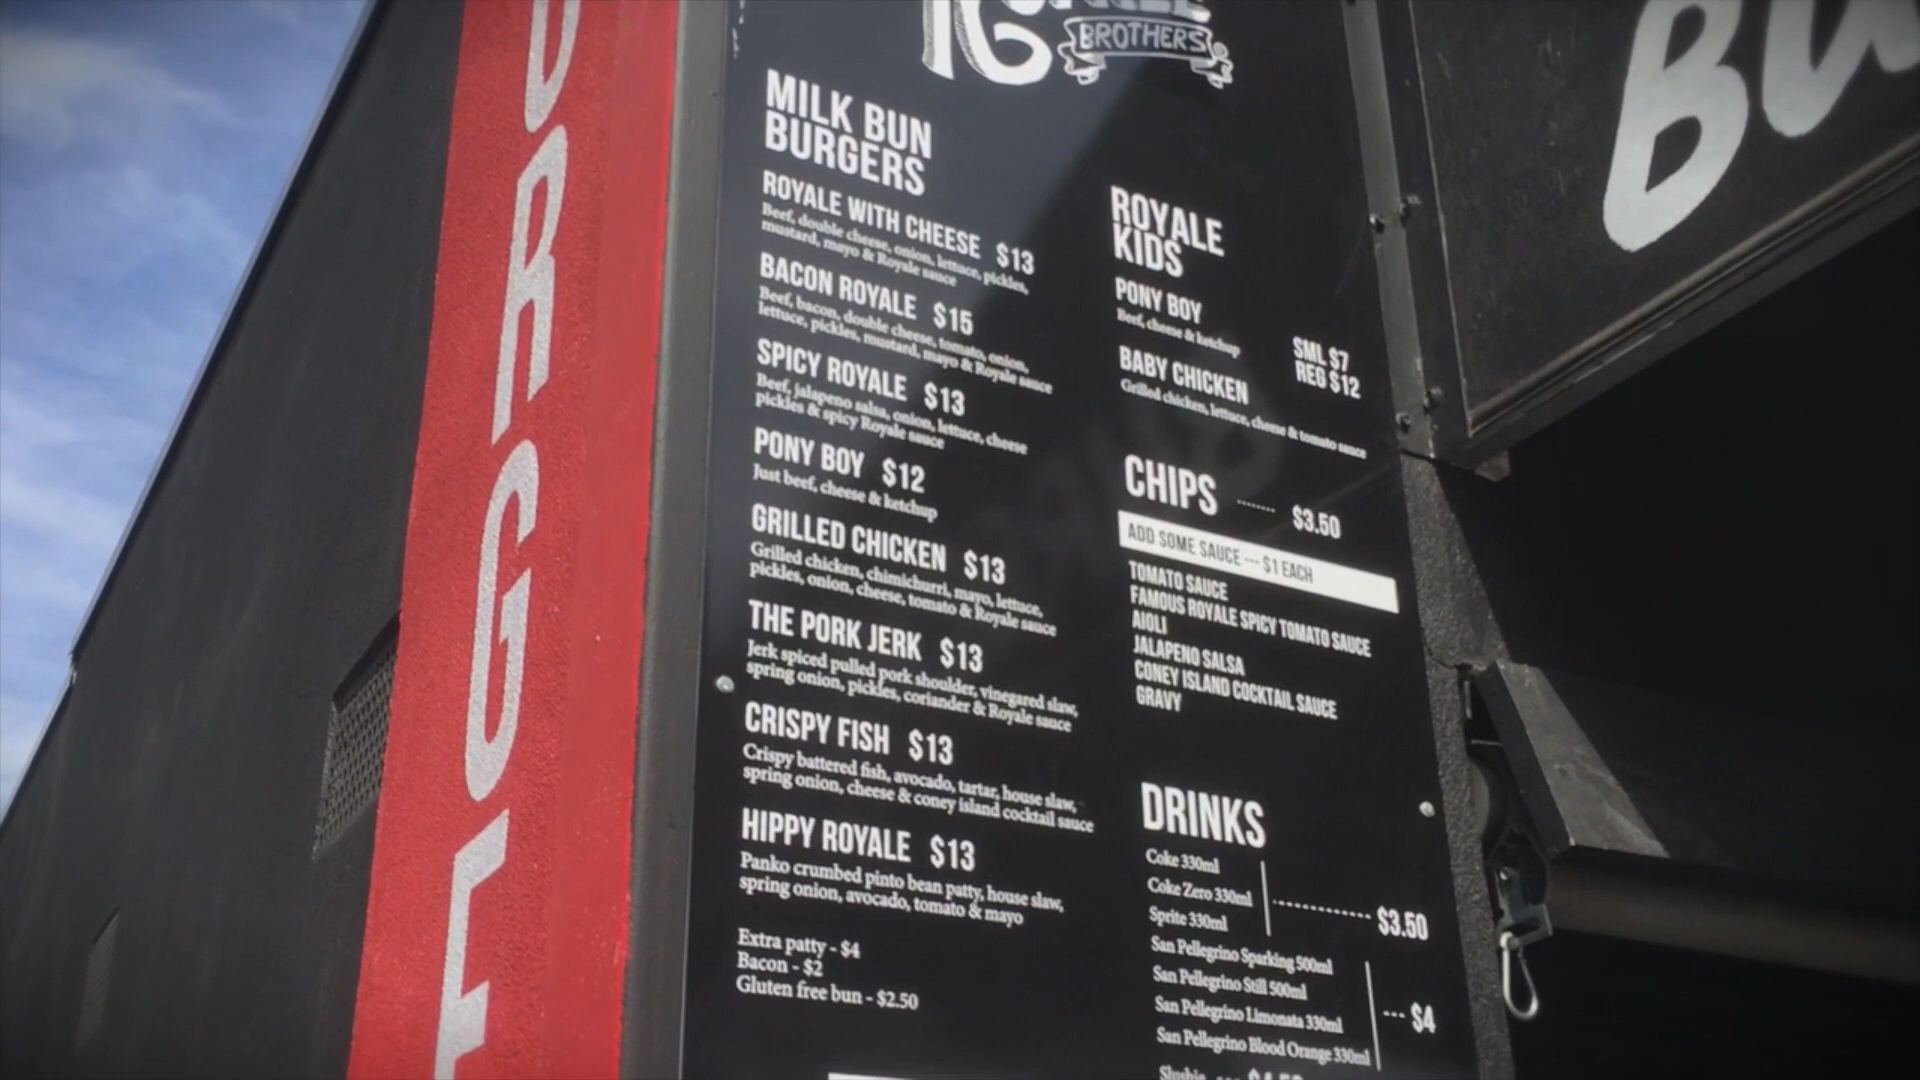 BROTHERS
MILK BUN
BURGERS
ROYALE WITH CHEESE $13
Beef, double cheese, onion, lettuce, pickles,
mustard, mayo & Royale sauce
BACON ROYALE $15
Beef, bacon, double cheese, tomato, onion,
lettuce, pickles, mustard, mayo & Royale sauce
SPICY ROYALE $13
Beef, jalapeno salsa, onion, lettuce, cheese
pickles & spicy Royale sauce
PONY BOY $12
Just beef, cheese & ketchup
GRILLED CHICKEN $13
Grilled chicken, chimichurri, mayo, lettuce,
pickles, onion, cheese, tomato & Royale sauce
THE PORK JERK $13
Jerk spiced pulled pork shoulder, vinegared slaw,
spring onion, pickles, coriander & Royale sauce
CRISPY FISH $13
Crispy battered fish, avocado, tartar, house slaw,
spring onion, cheese & coney island cocktail sauce
HIPPY ROYALE $13
Panko crumbed pinto bean patty, house slaw,
spring onion, avocado, tomato & mayo
Extra patty - $4
Bacon - $2
Gluten free bun - $2.50
ROYALE
KIDS
PONY BOY
Beef, cheese & ketchup
SML $7
REG $12
BABY CHICKEN
Grilled chicken, lettuce, cheese & tomato sauce
CHIPS ........ $3.50
ADD SOME SAUCE --- $1 EACH
TOMATO SAUCE
FAMOUS ROYALE SPICY TOMATO SAUCE
AIOLI
JALAPENO SALSA
CONEY ISLAND COCKTAIL SAUCE
GRAVY
DRINKS
Coke 330ml
Coke Zero 330ml
Sprite 330ml
$3.50
San Pellegrino Sparking 500ml
San Pellegrino Still 500ml
San Pellegrino Limonata 330ml
San Pellegrino Blood Orange 330ml
--- $4
Slushie